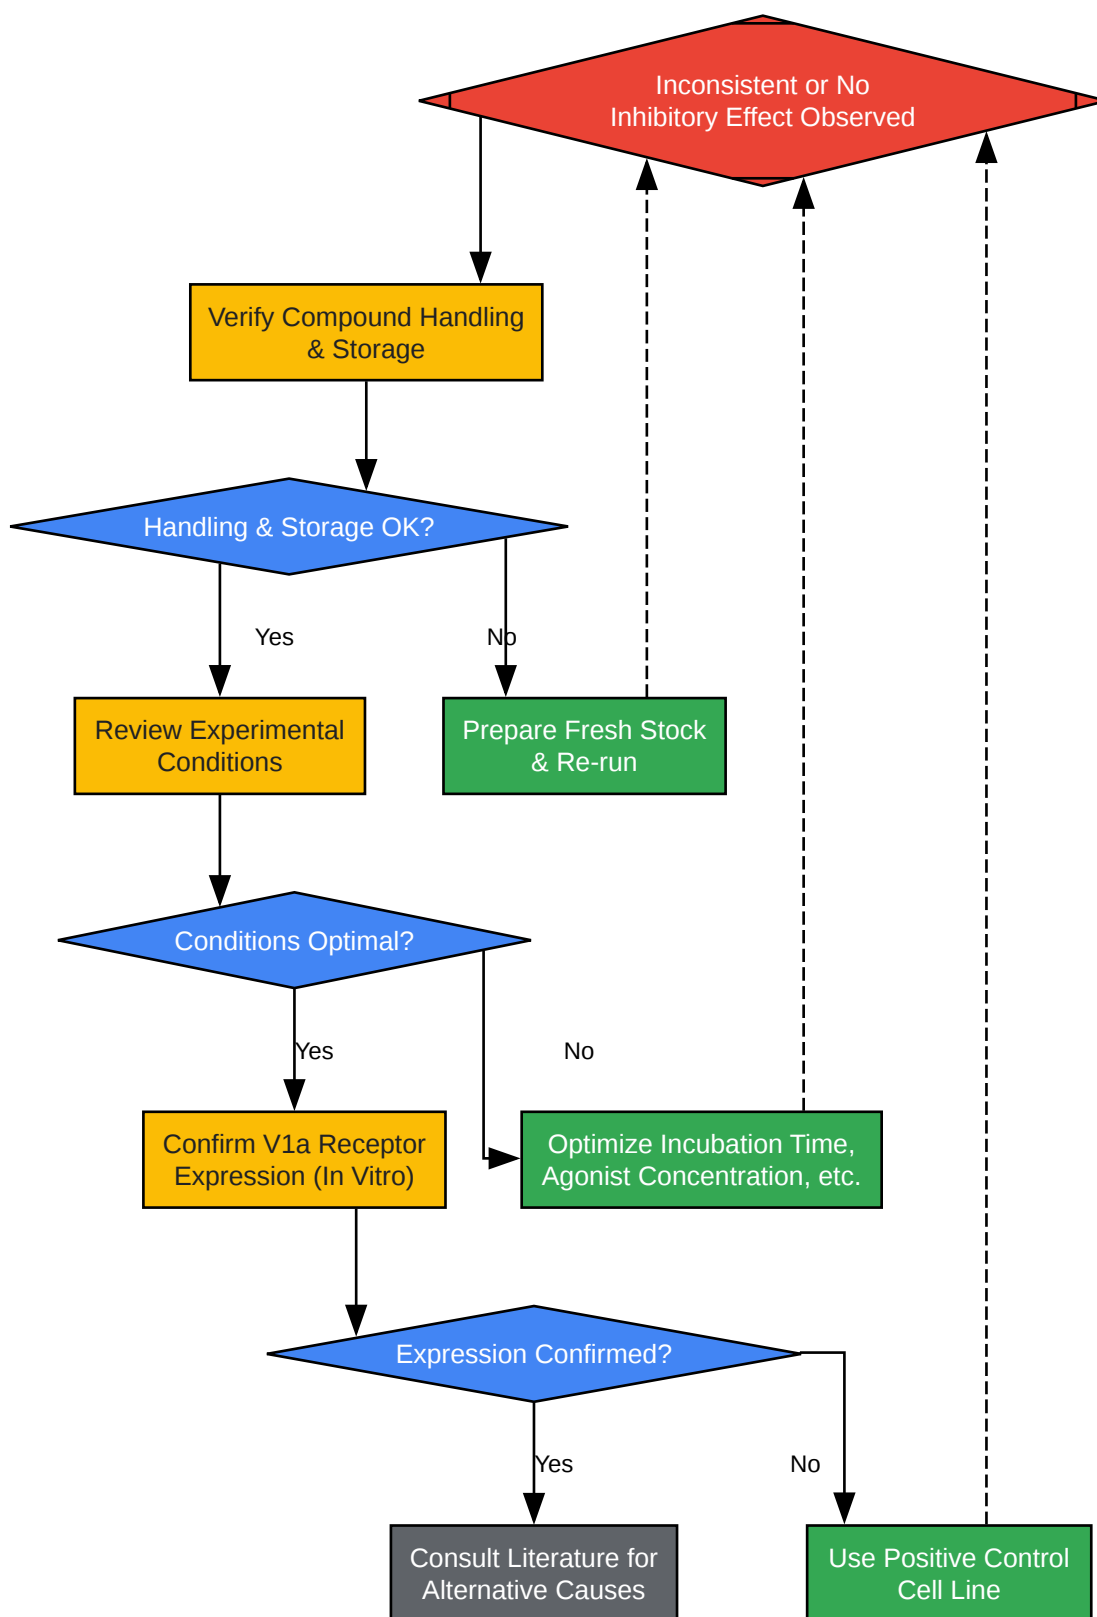 Inconsistent or No
Inhibitory Effect Observed
Verify Compound Handling
& Storage
Handling & Storage OK?
Yes
No
Review Experimental
Conditions
Prepare Fresh Stock
& Re-run
Conditions Optimal?
Yes
No
Confirm V1a Receptor
Expression (In Vitro)
Optimize Incubation Time,
Agonist Concentration, etc.
Expression Confirmed?
Yes
No
Consult Literature for
Alternative Causes
Use Positive Control
Cell Line